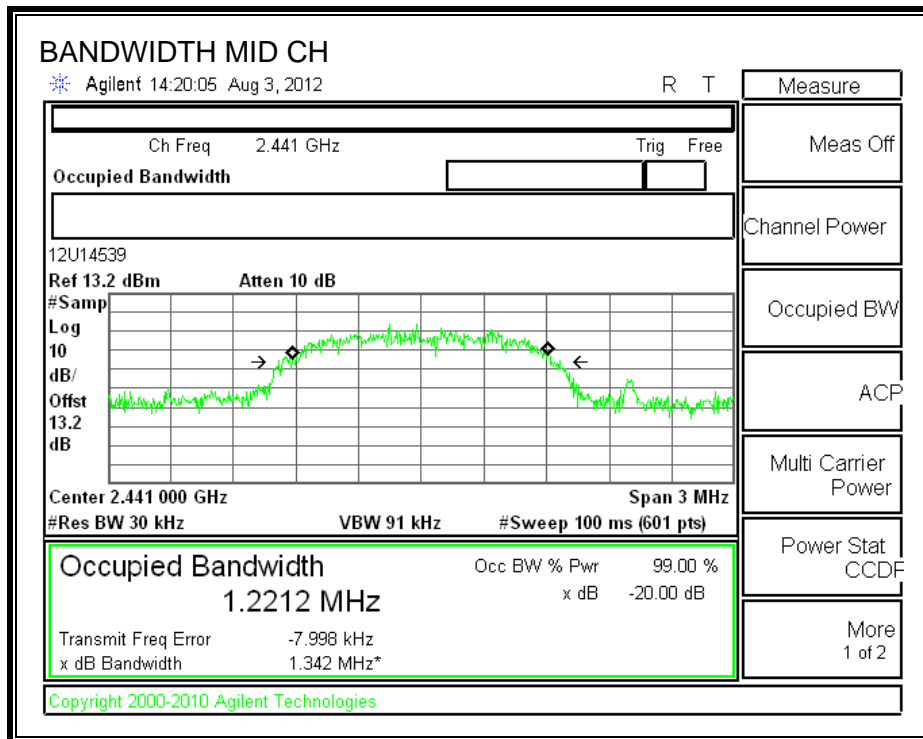 BANDWIDTH MID CH
Agilent 14:20:05 Aug 3, 2012 R T
Measure
Ch Freq 2.441 GHz Trig Free
Meas Off
Occupied Bandwidth
Channel Power
12U14539
Ref 13.2 dBm Atten 10 dB
#Samp
Log
10
dB/
Offst
13.2
dB
Occupied BW
ACP
Multi Carrier
Power
Center 2.441 000 GHz Span 3 MHz
#Res BW 30 kHz VBW 91 kHz #Sweep 100 ms (601 pts)
Power Stat
CCDF
Occupied Bandwidth Occ BW % Pwr 99.00 %
1.2212 MHz x dB -20.00 dB
Transmit Freq Error -7.998 kHz
x dB Bandwidth 1.342 MHz*
More
1 of 2
Copyright 2000-2010 Agilent Technologies